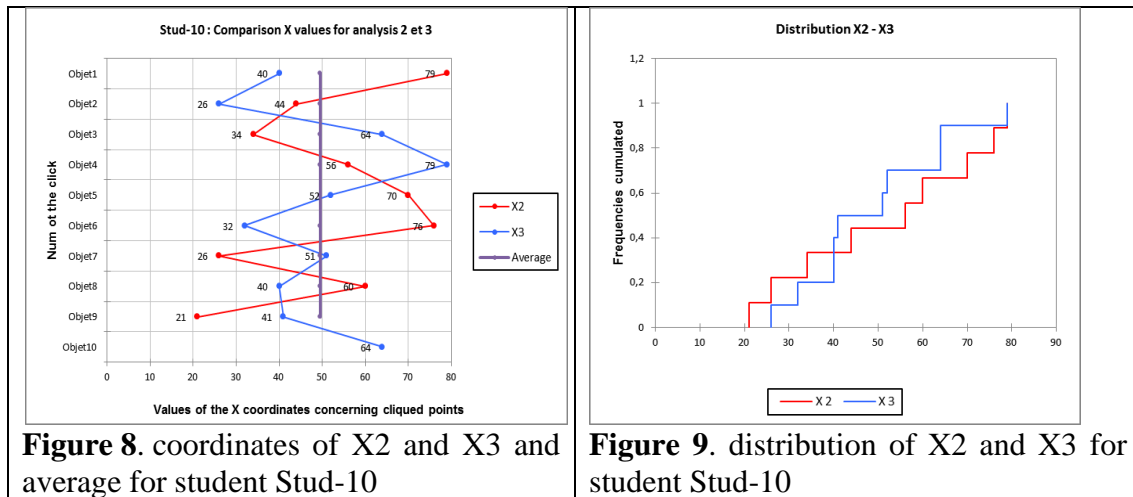 Stud-10 : Comparison X values for analysis 2 et 3
Num ot the click
Objet1
Objet2
Objet3
Objet4
Objet5
Objet6
Objet7
Objet8
Objet9
Objet10
40 79
26 44
34 64
56 79
52 70
32 76
26 51
40 60
21 41
64
0 10 20 30 40 50 60 70 80
Values of the X coordinates concerning cliqued points
X2
X3
Average
Figure 8. coordinates of X2 and X3 and
average for student Stud-10
Distribution X2 - X3
Frequencies cumulated
1,2
1
0,8
0,6
0,4
0,2
0
0 10 20 30 40 50 60 70 80 90
X 2 X 3
Figure 9. distribution of X2 and X3 for
student Stud-10